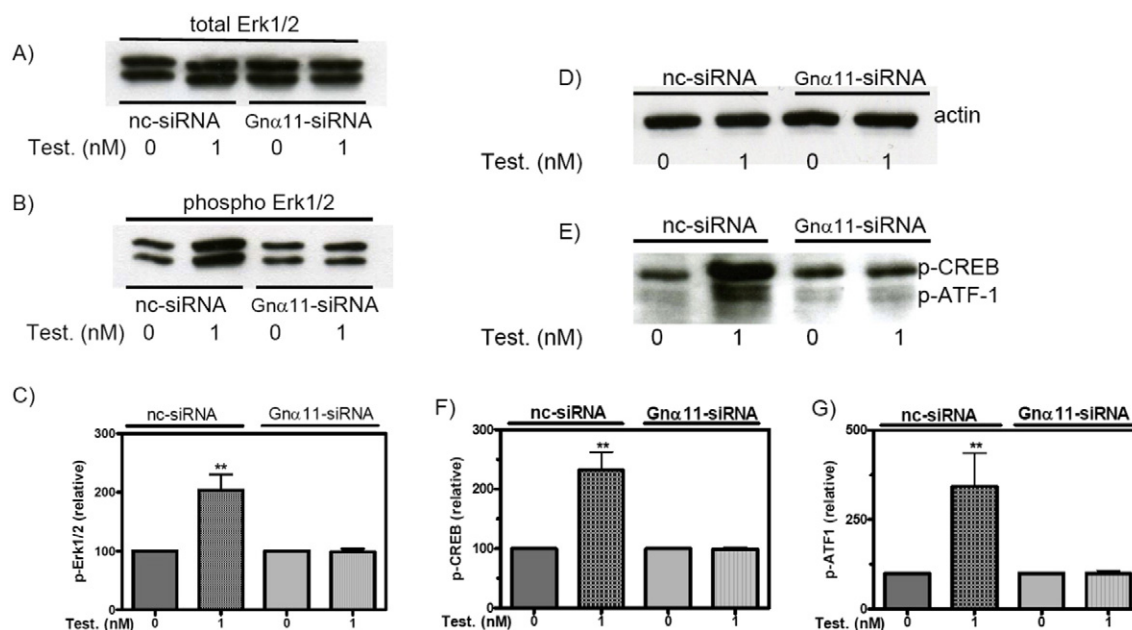 A)
total Erk1/2
nc-siRNA Gnα11-siRNA
Test. (nM) 0 1 0 1
B)
phospho Erk1/2
nc-siRNA Gnα11-siRNA
Test. (nM) 0 1 0 1
C)
nc-siRNA Gnα11-siRNA
p-Erk1/2 (relative)
300
200
100
0
**
Test. (nM) 0 1 0 1
D)
nc-siRNA Gnα11-siRNA
actin
Test. (nM) 0 1 0 1
E)
nc-siRNA Gnα11-siRNA
p-CREB
p-ATF-1
Test. (nM) 0 1 0 1
F)
nc-siRNA Gnα11-siRNA
p-CREB (relative)
300
200
100
0
**
Test. (nM) 0 1 0 1
G)
nc-siRNA Gnα11-siRNA
p-ATF1 (relative)
500
250
0
**
Test. (nM) 0 1 0 1